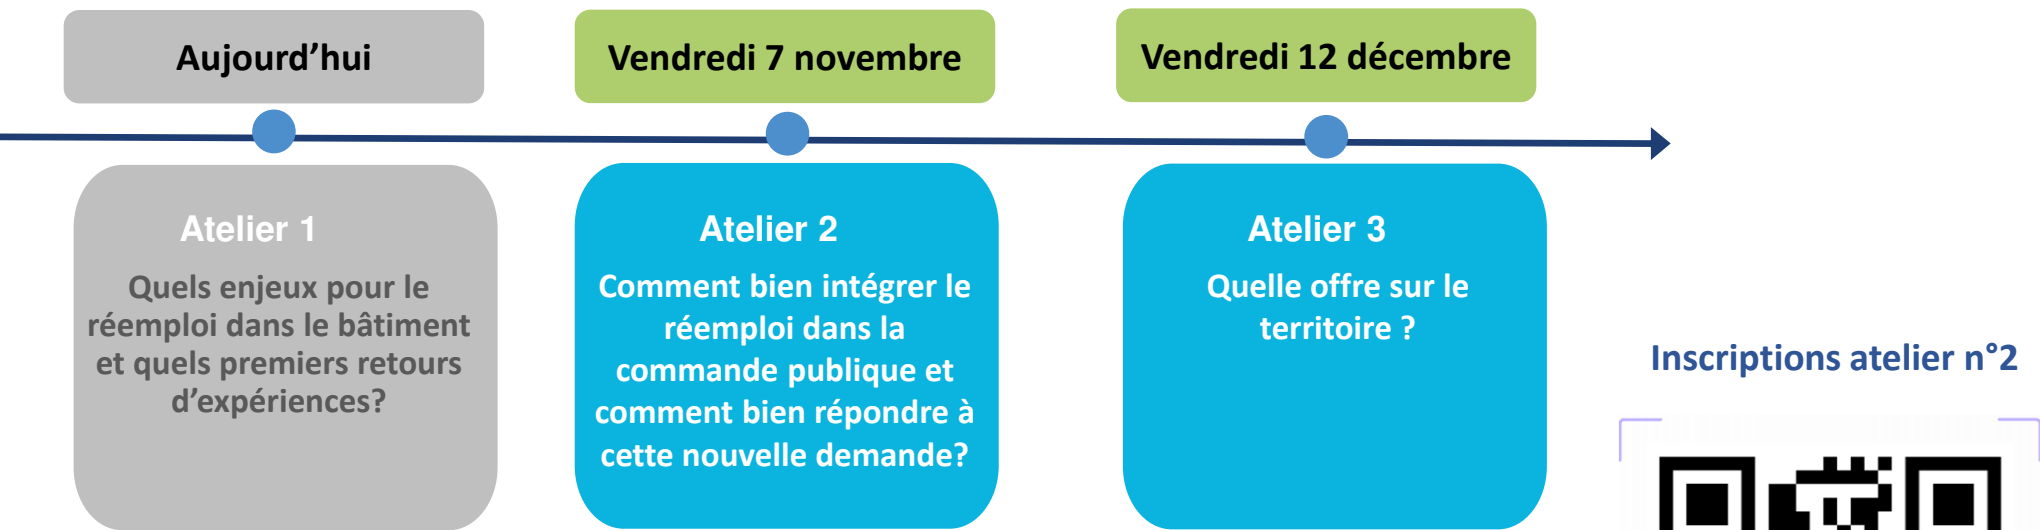 Aujourd’hui
Vendredi 7 novembre
Vendredi 12 décembre
Atelier 1
Quels enjeux pour le
réemploi dans le bâtiment
et quels premiers retours
d’expériences?
Atelier 2
Comment bien intégrer le
réemploi dans la
commande publique et
comment bien répondre à
cette nouvelle demande?
Atelier 3
Quelle offre sur le
territoire ?
Inscriptions atelier n°2